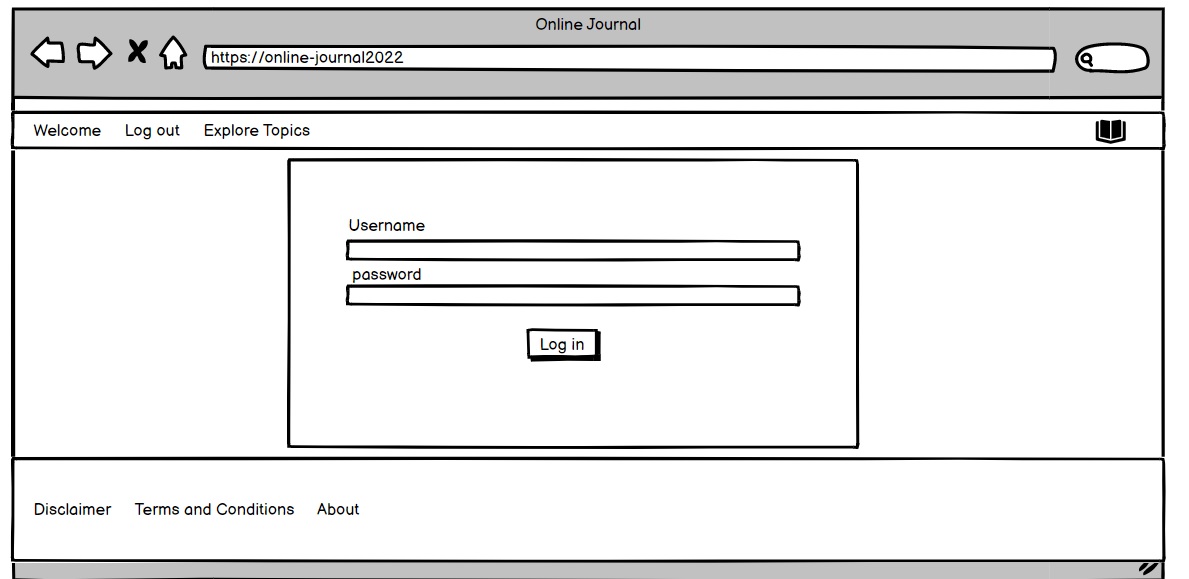 Online Journal
https://online-journal2022
Welcome Log out Explore Topics
Username
password
Log in
Disclaimer Terms and Conditions About